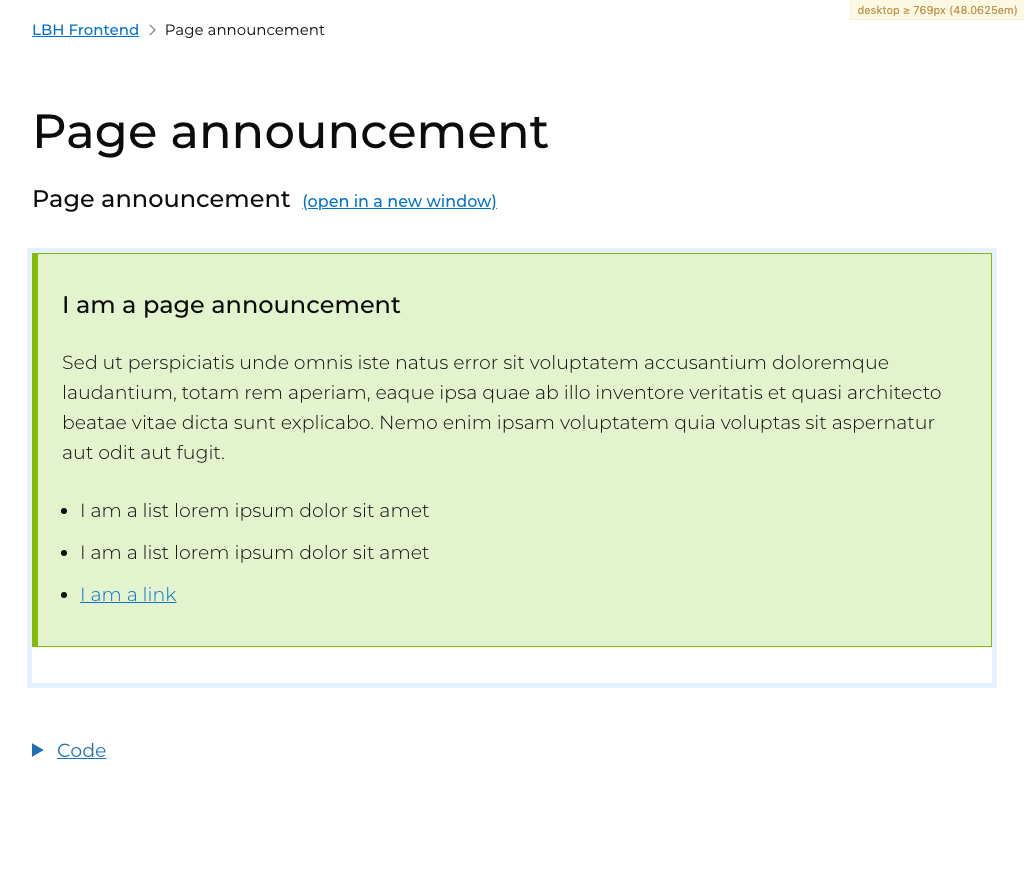 desktop ≥ 769px (48.0625em)
LBH Frontend > Page announcement
Page announcement
Page announcement (open in a new window)
I am a page announcement
Sed ut perspiciatis unde omnis iste natus error sit voluptatem accusantium doloremque
laudantium, totam rem aperiam, eaque ipsa quae ab illo inventore veritatis et quasi architecto
beatae vitae dicta sunt explicabo. Nemo enim ipsam voluptatem quia voluptas sit aspernatur
aut odit aut fugit.
• I am a list lorem ipsum dolor sit amet
• I am a list lorem ipsum dolor sit amet
• I am a link
Code